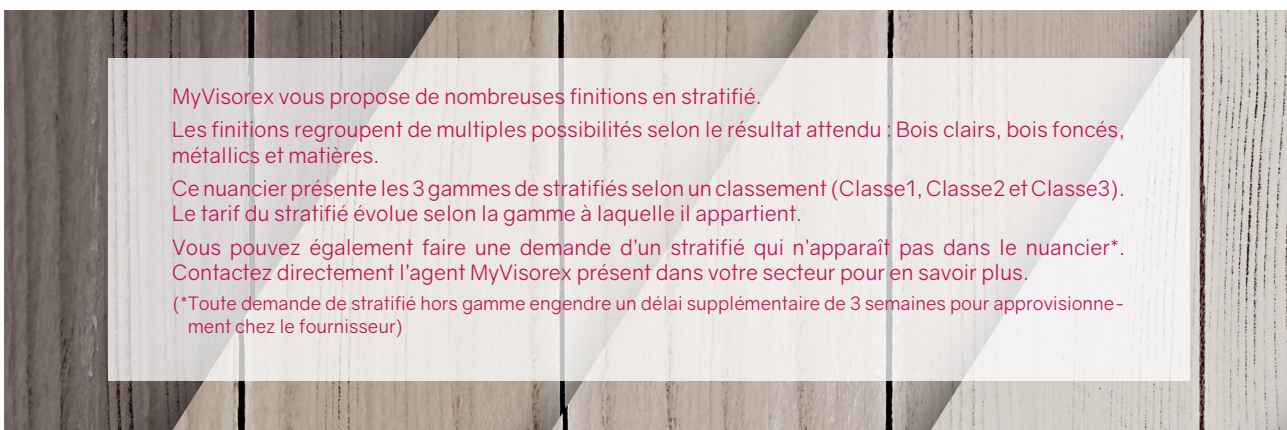 MyVisorex vous propose de nombreuses finitions en stratifié.
Les finitions regroupent de multiples possibilités selon le résultat attendu : Bois clairs, bois foncés,
métallics et matières.
Ce nuancier présente les 3 gammes de stratifiés selon un classement (Classe1, Classe2 et Classe3).
Le tarif du stratifié évolue selon la gamme à laquelle il appartient.
Vous pouvez également faire une demande d'un stratifié qui n'apparaît pas dans le nuancier*.
Contactez directement l'agent MyVisorex présent dans votre secteur pour en savoir plus.
(*Toute demande de stratifié hors gamme engendre un délai supplémentaire de 3 semaines pour approvisionne-
ment chez le fournisseur)